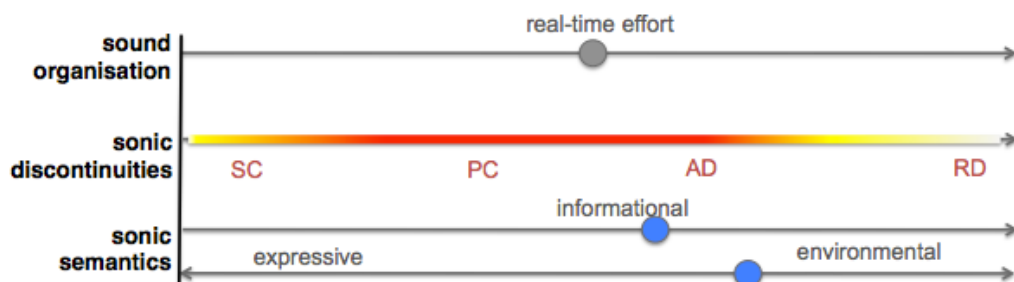 real-time effort
sound
organisation
sonic
discontinuities
SC PC AD RD
informational
sonic
semantics
expressive environmental